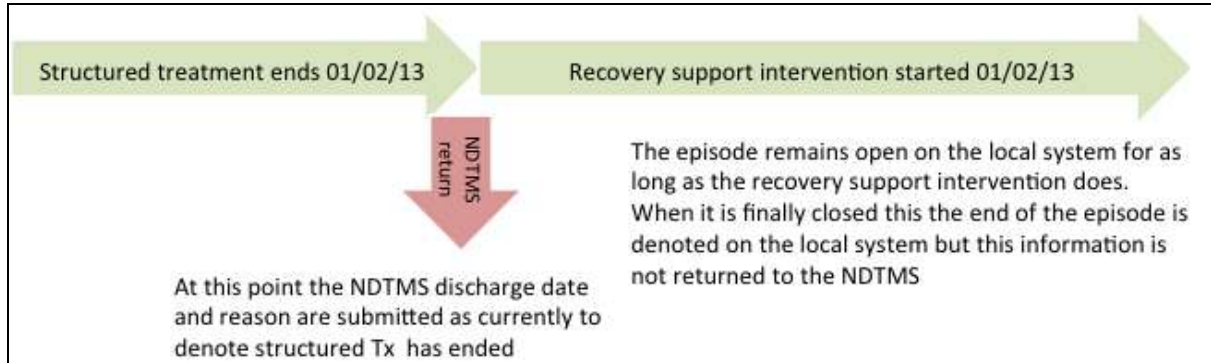 Structured treatment ends 01/02/13
Recovery support intervention started 01/02/13
NDTMS
return
The episode remains open on the local system for as
long as the recovery support intervention does.
When it is finally closed this the end of the episode is
denoted on the local system but this information is
not returned to the NDTMS
At this point the NDTMS discharge date
and reason are submitted as currently to
denote structured Tx has ended